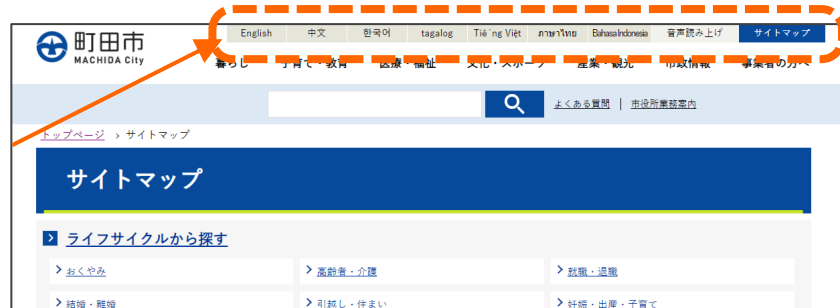 English 中文 한국어 tagalog Tiếng Việt ภาษาไทย BahasaIndonesia 音声読み上げ サイトマップ
町田市
MACHIDA City
暮らし 子育て・教育 医療・福祉 文化・スポーツ 産業・観光 市政情報 事業者の方へ
よくある質問 | 市役所業務案内
トップページ > サイトマップ
サイトマップ
ライフサイクルから探す
おくやみ 高齢者・介護 就職・退職
結婚・離婚 引越し・住まい 妊娠・出産・子育て